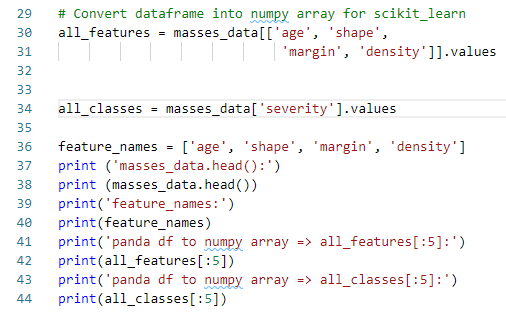 29 # Convert dataframe into numpy array for scikit_learn
30 all_features = masses_data[['age', 'shape',
31 'margin', 'density']].values
32
33
34 all_classes = masses_data['severity'].values
35
36 feature_names = ['age', 'shape', 'margin', 'density']
37 print ('masses_data.head():')
38 print (masses_data.head())
39 print('feature_names:')
40 print(feature_names)
41 print('panda df to numpy array => all_features[:5]:')
42 print(all_features[:5])
43 print('panda df to numpy array => all_classes[:5]:')
44 print(all_classes[:5])